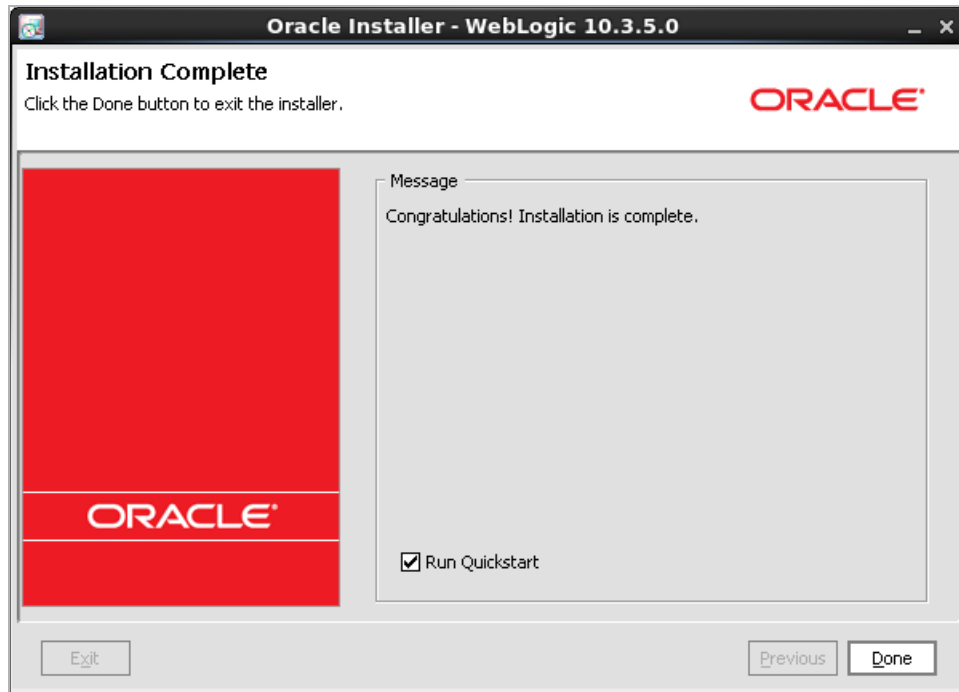 Oracle Installer - WebLogic 10.3.5.0
Installation Complete
Click the Done button to exit the installer.
ORACLE®
Message
Congratulations! Installation is complete.
ORACLE®
Run Quickstart
Exit
Previous
Done